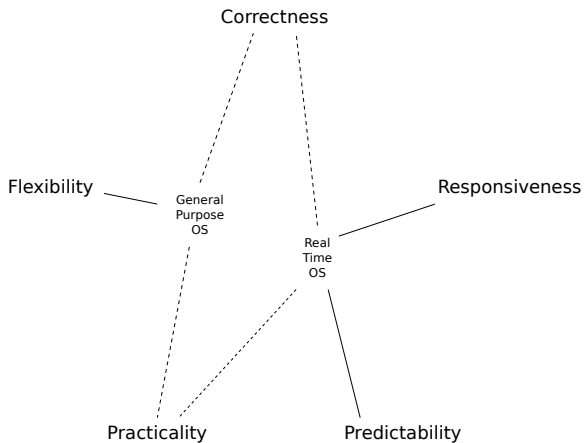 Correctness
Flexibility
Responsiveness
General
Purpose
OS
Real
Time
OS
Practicality
Predictability